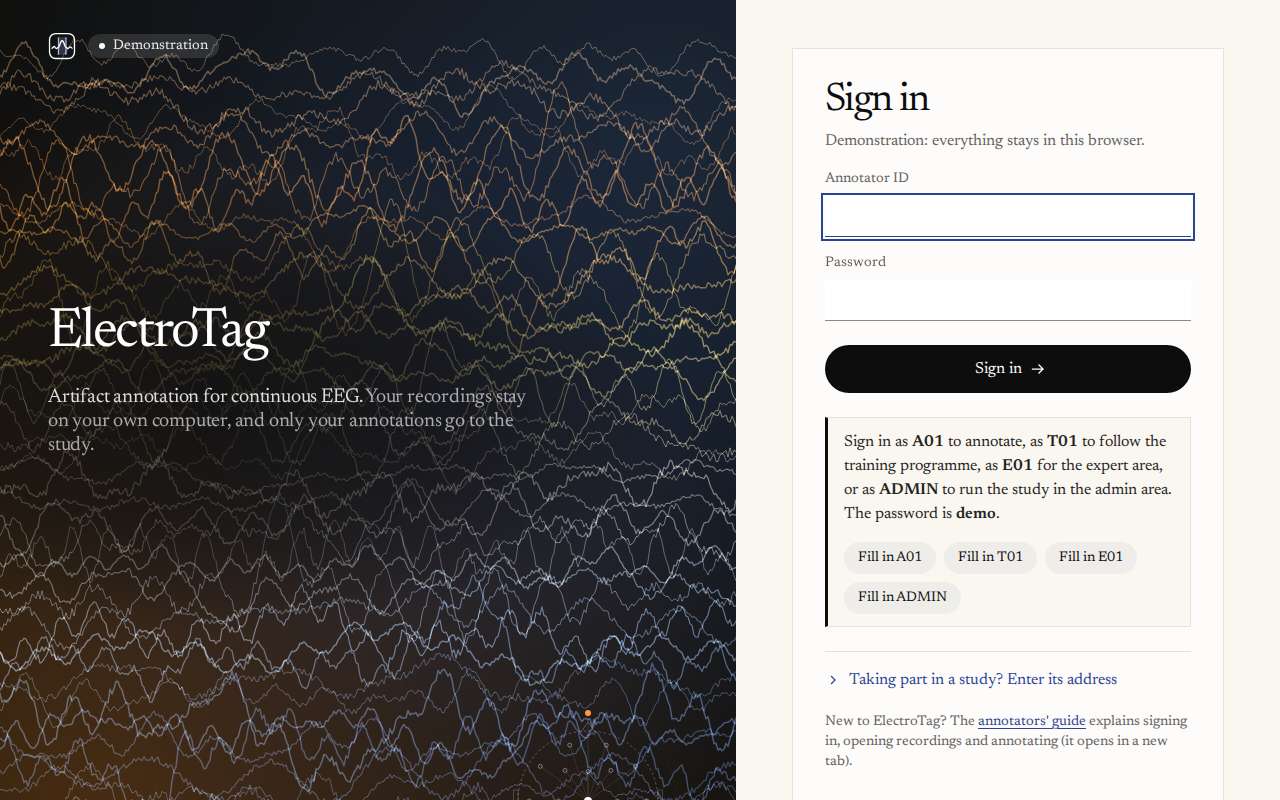 Demonstration
ElectroTag
Artifact annotation for continuous EEG. Your recordings stay
on your own computer, and only your annotations go to the
study.
Sign in
Demonstration: everything stays in this browser.
Annotator ID
Password
Sign in →
Sign in as A01 to annotate, as T01 to follow the
training programme, as E01 for the expert area,
or as ADMIN to run the study in the admin area.
The password is demo.
Fill in A01
Fill in T01
Fill in E01
Fill in ADMIN
Taking part in a study? Enter its address
New to ElectroTag? The annotators' guide explains signing
in, opening recordings and annotating (it opens in a new
tab).